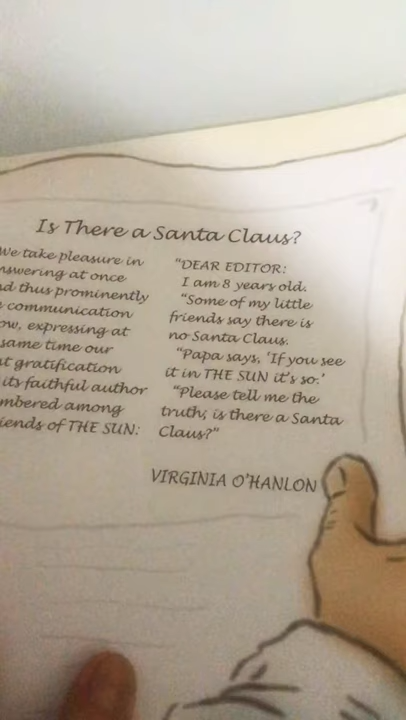 Is There a Santa Claus?
We take pleasure in
at once
thus prominently
communication
expressing at
same time our
gratification
its faithful author
among
of THE SUN:
"DEAR EDITOR:
I am 8 years old.
"Some of my little
friends say there is
no Santa Claus.
"Papa says, 'If you see
it in THE SUN it's so.'
"Please tell me the
truth; is there a Santa
Claus?"
VIRGINIA O'HANLON